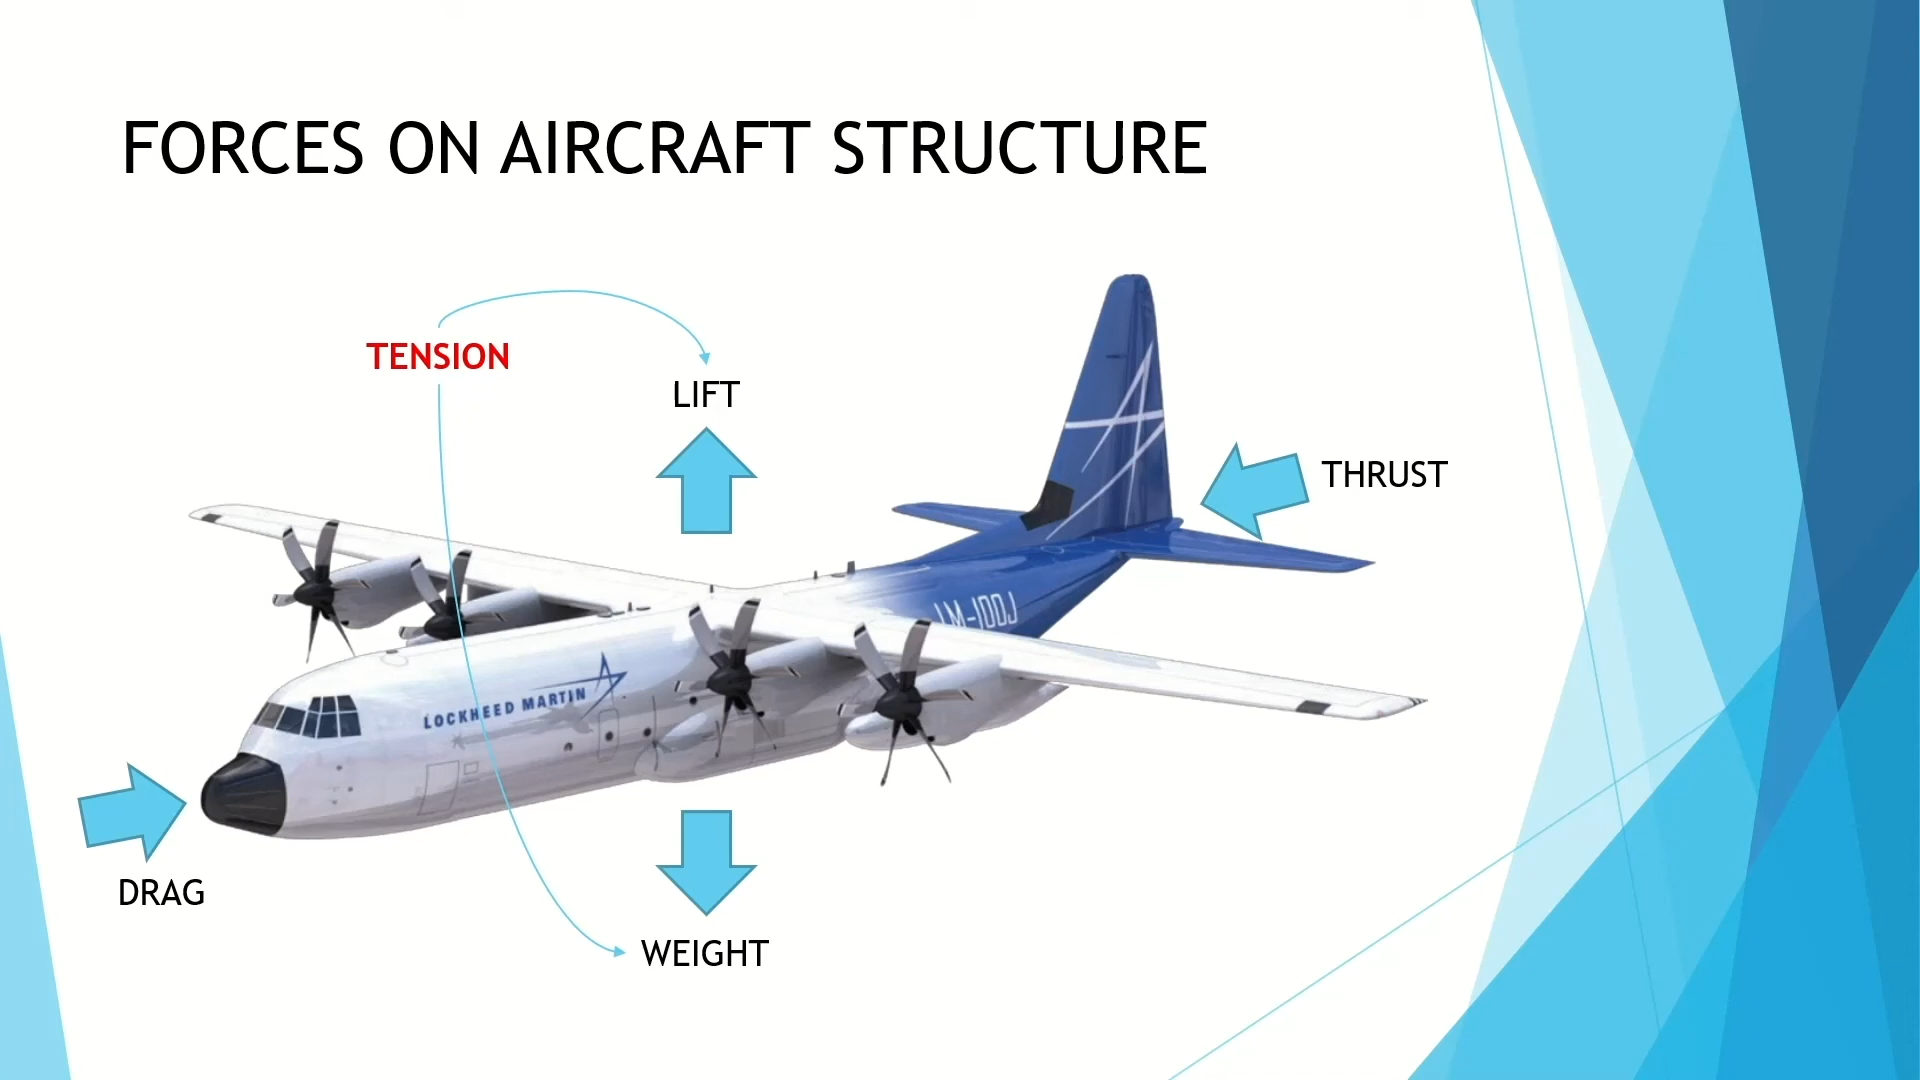 FORCES ON AIRCRAFT STRUCTURE
TENSION
LIFT
THRUST
LM-100J
LOCKHEED MARTIN
DRAG
WEIGHT